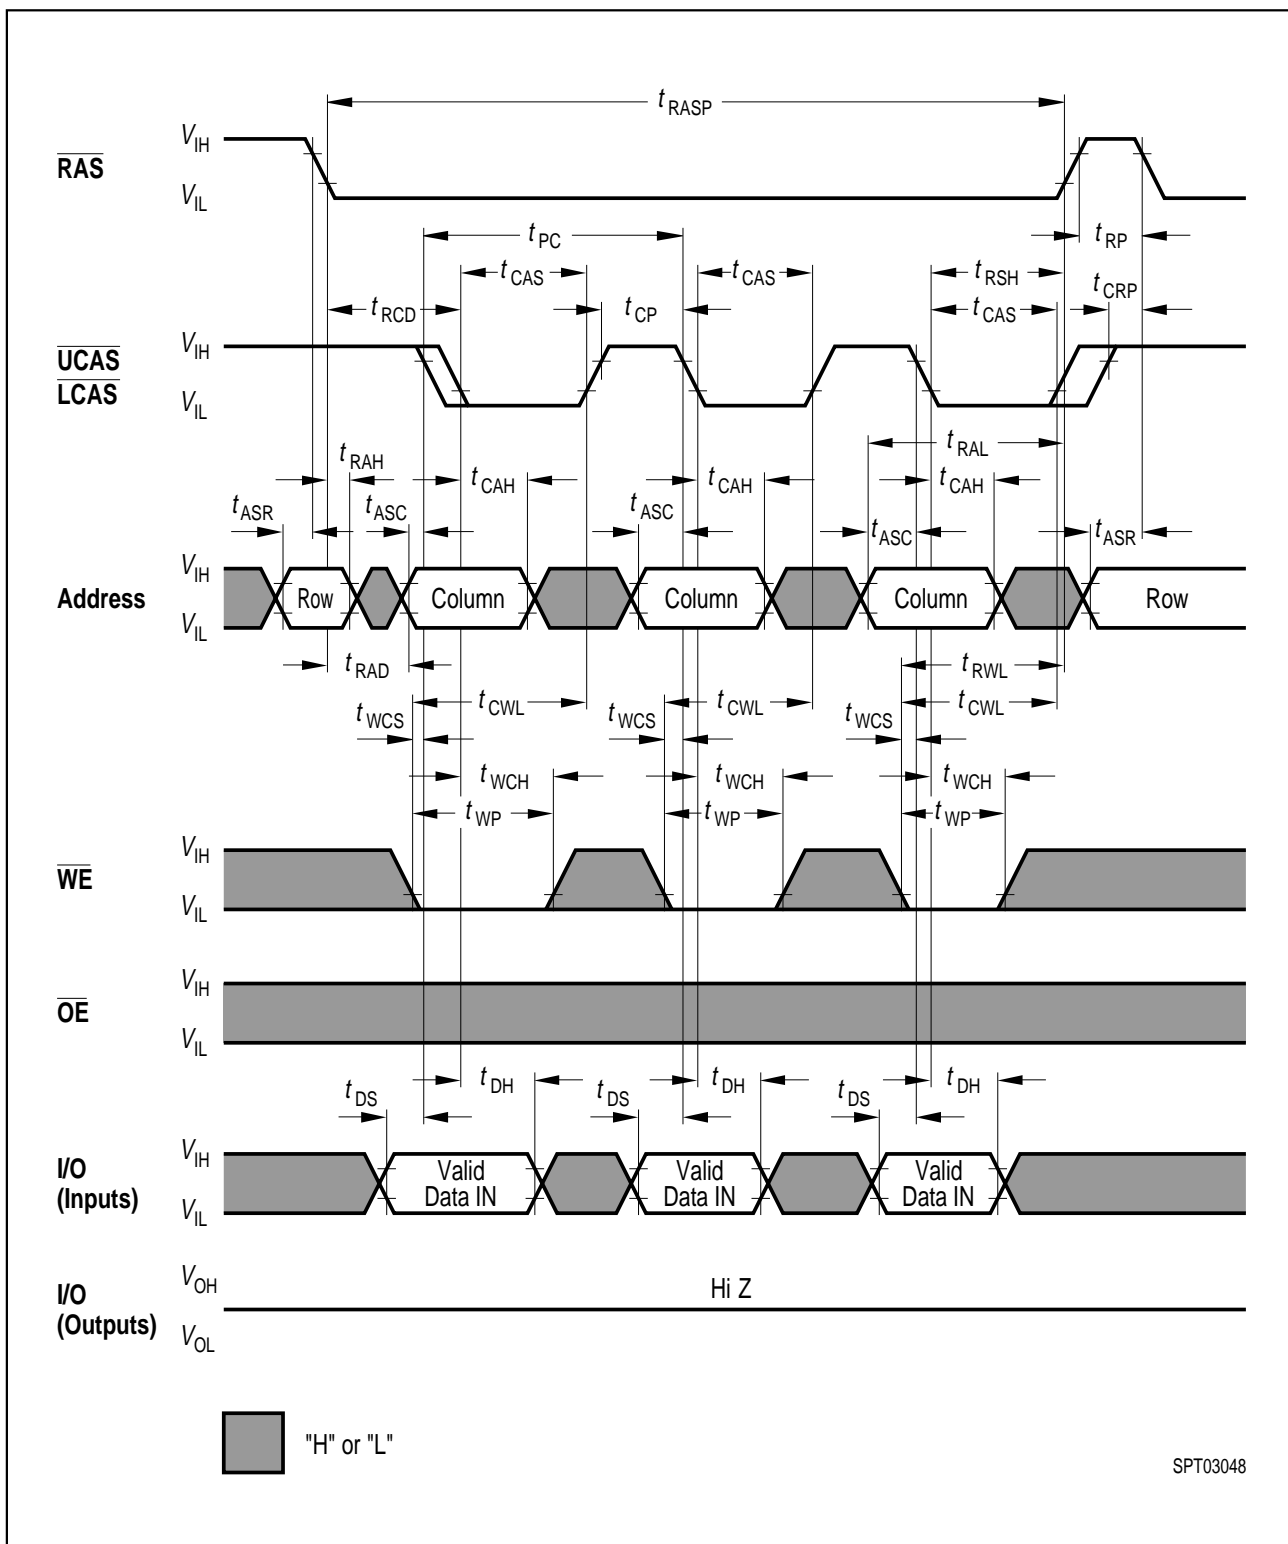 tRASP
VIH
RAS
VIL
tPC
tRP
tCAS
tCAS
tRSH
tRCD
tCP
tCAS
tCRP
VIH
UCAS
LCAS
VIL
tRAL
tRAH
tCAH
tCAH
tCAH
tASR
tASC
tASC
tASC
tASR
VIH
Address
Row
Column
Column
Column
Row
VIL
tRAD
tRWL
tWCS
tCWL
tWCS
tCWL
tWCS
tCWL
tWCH
tWCH
tWCH
tWP
tWP
tWP
VIH
WE
VIL
VIH
OE
VIL
tDS
tDH
tDS
tDH
tDS
tDH
VIH
I/O
(Inputs)
Valid
Data IN
Valid
Data IN
Valid
Data IN
VIL
VOH
Hi Z
I/O
(Outputs)
VOL
"H" or "L"
SPT03048